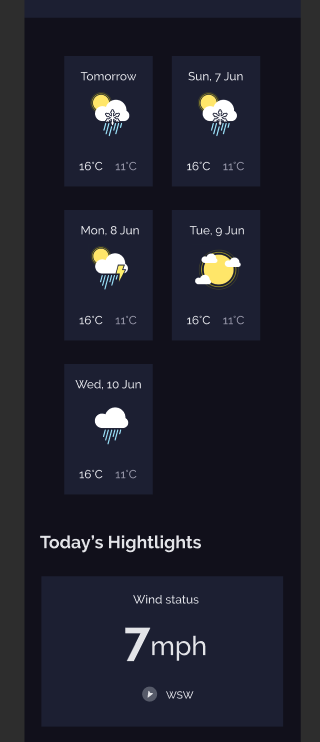 Tomorrow
16°C 11°C
Sun, 7 Jun
16°C 11°C
Mon, 8 Jun
16°C 11°C
Tue, 9 Jun
16°C 11°C
Wed, 10 Jun
16°C 11°C
Today's Hightlights
Wind status
7mph
WSW